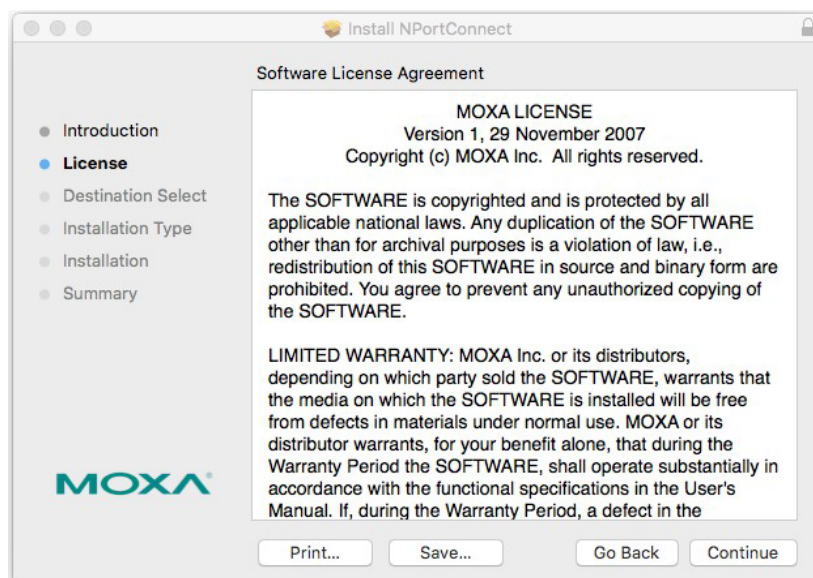 Install NPortConnect
Software License Agreement
Introduction
License
Destination Select
Installation Type
Installation
Summary
MOXA
MOXA LICENSE
Version 1, 29 November 2007
Copyright (c) MOXA Inc.  All rights reserved.
The SOFTWARE is copyrighted and is protected by all
applicable national laws. Any duplication of the SOFTWARE
other than for archival purposes is a violation of law, i.e.,
redistribution of this SOFTWARE in source and binary form are
prohibited. You agree to prevent any unauthorized copying of
the SOFTWARE.
LIMITED WARRANTY: MOXA Inc. or its distributors,
depending on which party sold the SOFTWARE, warrants that
the media on which the SOFTWARE is installed will be free
from defects in materials under normal use. MOXA or its
distributor warrants, for your benefit alone, that during the
Warranty Period the SOFTWARE, shall operate substantially in
accordance with the functional specifications in the User's
Manual. If, during the Warranty Period, a defect in the
Print...
Save...
Go Back
Continue